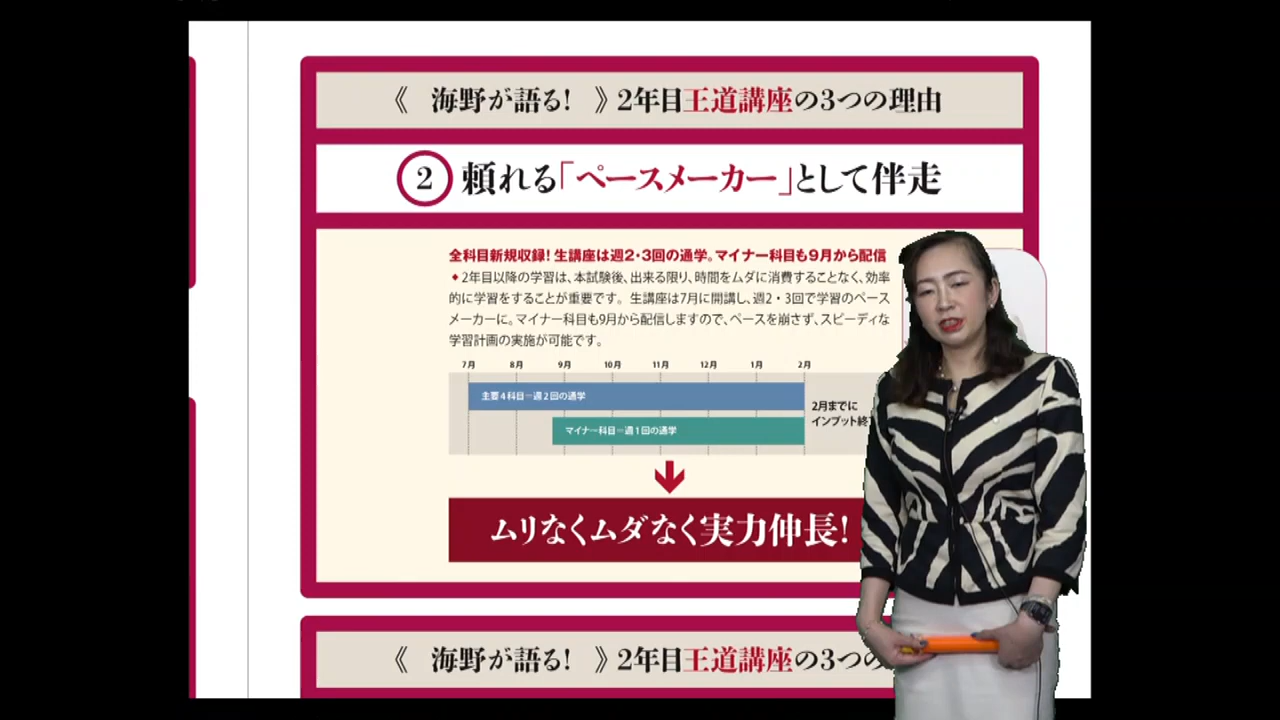 《 海野が語る! 》2年目王道講座の3つの理由
② 頼れる「ペースメーカー」として伴走
全科目新規収録! 生講座は週2・3回の通学。マイナー科目も9月から配信
◆2年目以降の学習は、本試験後、出来る限り、時間をムダに消費することなく、効率
的に学習をすることが重要です。生講座は7月に開講し、週2・3回で学習のペース
メーカーに。マイナー科目も9月から配信しますので、ペースを崩さず、スピーディな
学習計画の実施が可能です。
7月 8月 9月 10月 11月 12月 1月 2月
主要4科目=週2回の通学
マイナー科目=週1回の通学
2月までに
インプット終
ムリなくムダなく実力伸長!
《 海野が語る! 》2年目王道講座の3つの